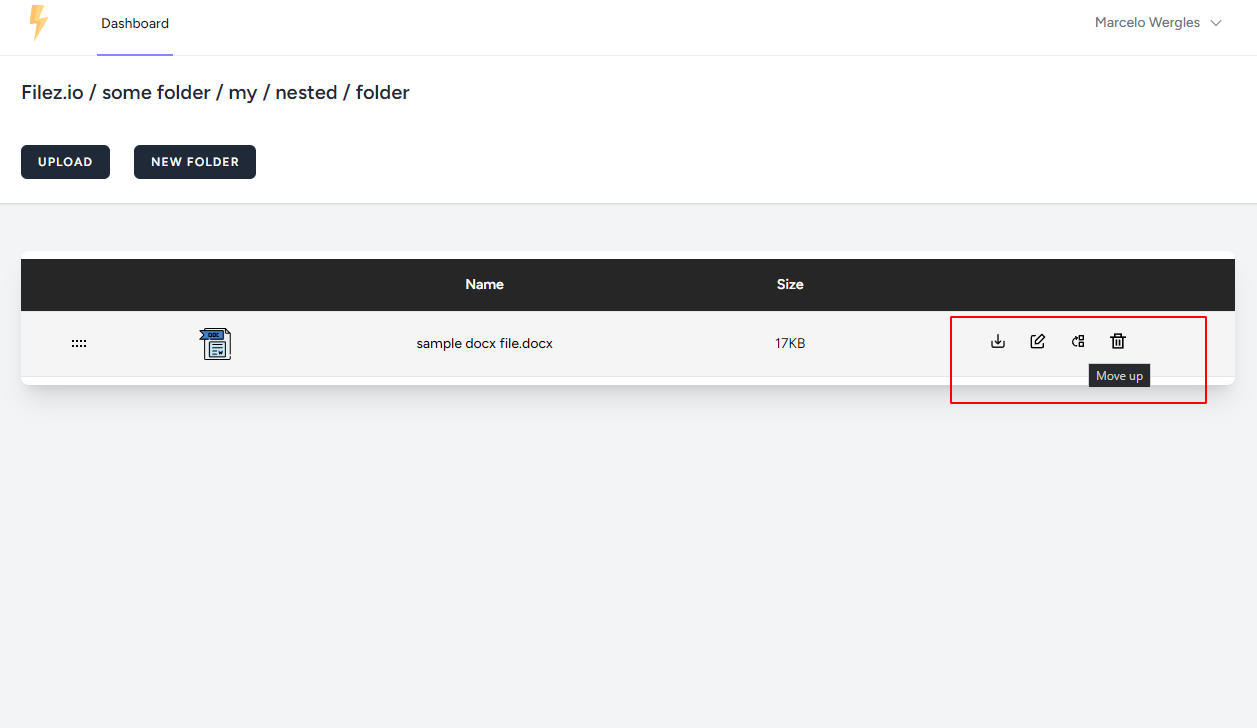 Dashboard
Marcelo Wergles
Filez.io / some folder / my / nested / folder
UPLOAD
NEW FOLDER
Name
Size
DOC
W
sample docx file.docx
17KB
Move up